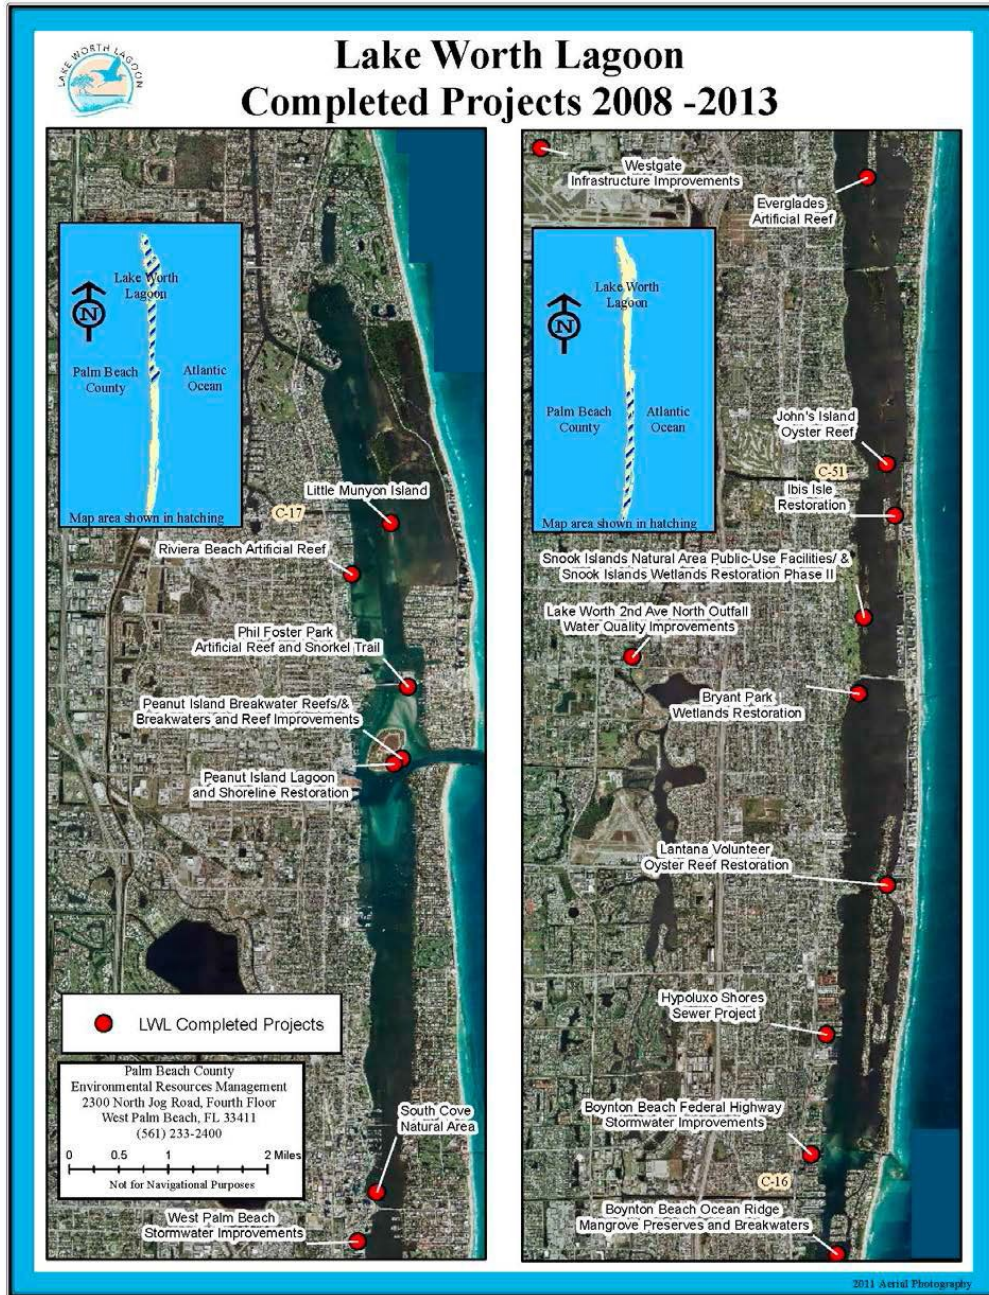 LAKE WORTH LAGOON
Lake Worth Lagoon
Completed Projects 2008 -2013
Lake Worth
Lagoon
N
Palm Beach
County
Atlantic
Ocean
Map area shown in hatching
C-17
Little Munyon Island
Riviera Beach Artificial Reef
Phil Foster Park
Artificial Reef and Snorkel Trail
Peanut Island Breakwater Reefs/&
Breakwaters and Reef Improvements
Peanut Island Lagoon
and Shoreline Restoration
LWL Completed Projects
Palm Beach County
Environmental Resources Management
2300 North Jog Road, Fourth Floor
West Palm Beach, FL 33411
(561) 233-2400
0 0.5 1 2 Miles
Not for Navigational Purposes
South Cove
Natural Area
West Palm Beach
Stormwater Improvements
Westgate
Infrastructure Improvements
Everglades
Artificial Reef
Lake Worth
Lagoon
N
Palm Beach
County
Atlantic
Ocean
Map area shown in hatching
John's Island
Oyster Reef
C-51
Ibis Isle
Restoration
Snook Islands Natural Area Public-Use Facilities/ &
Snook Islands Wetlands Restoration Phase II
Lake Worth 2nd Ave North Outfall
Water Quality Improvements
Bryant Park
Wetlands Restoration
Lantana Volunteer
Oyster Reef Restoration
Hypoluxo Shores
Sewer Project
Boynton Beach Federal Highway
Stormwater Improvements
C-16
Boynton Beach Ocean Ridge
Mangrove Preserves and Breakwaters
2011 Aerial Photography